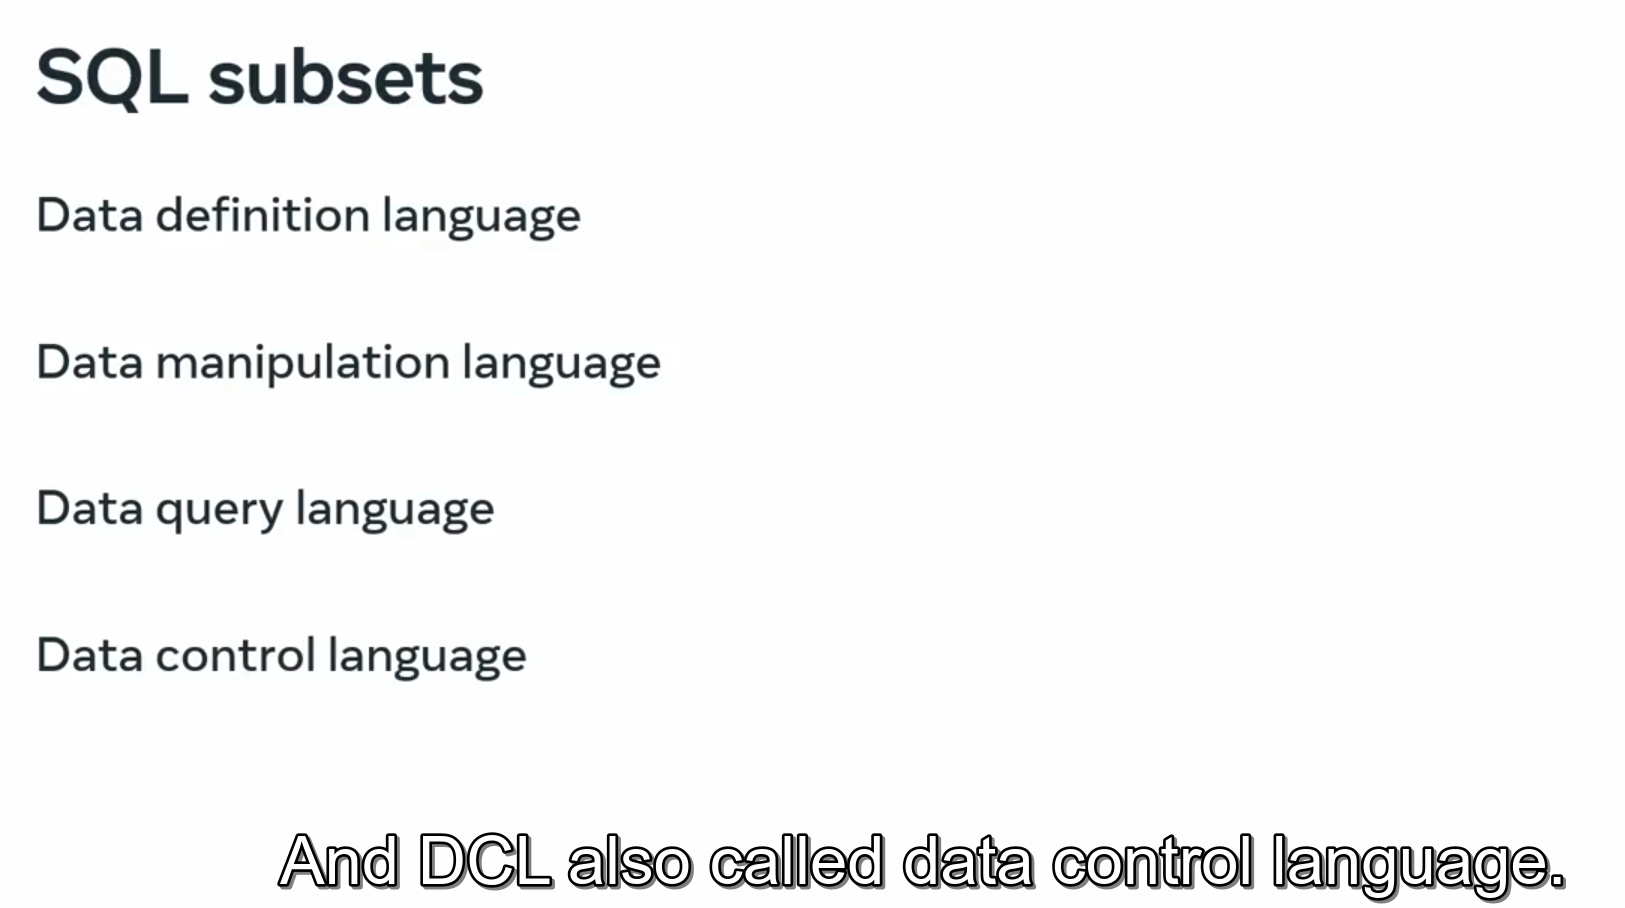 SQL subsets
Data definition language
Data manipulation language
Data query language
Data control language
And DCL also called data control language.